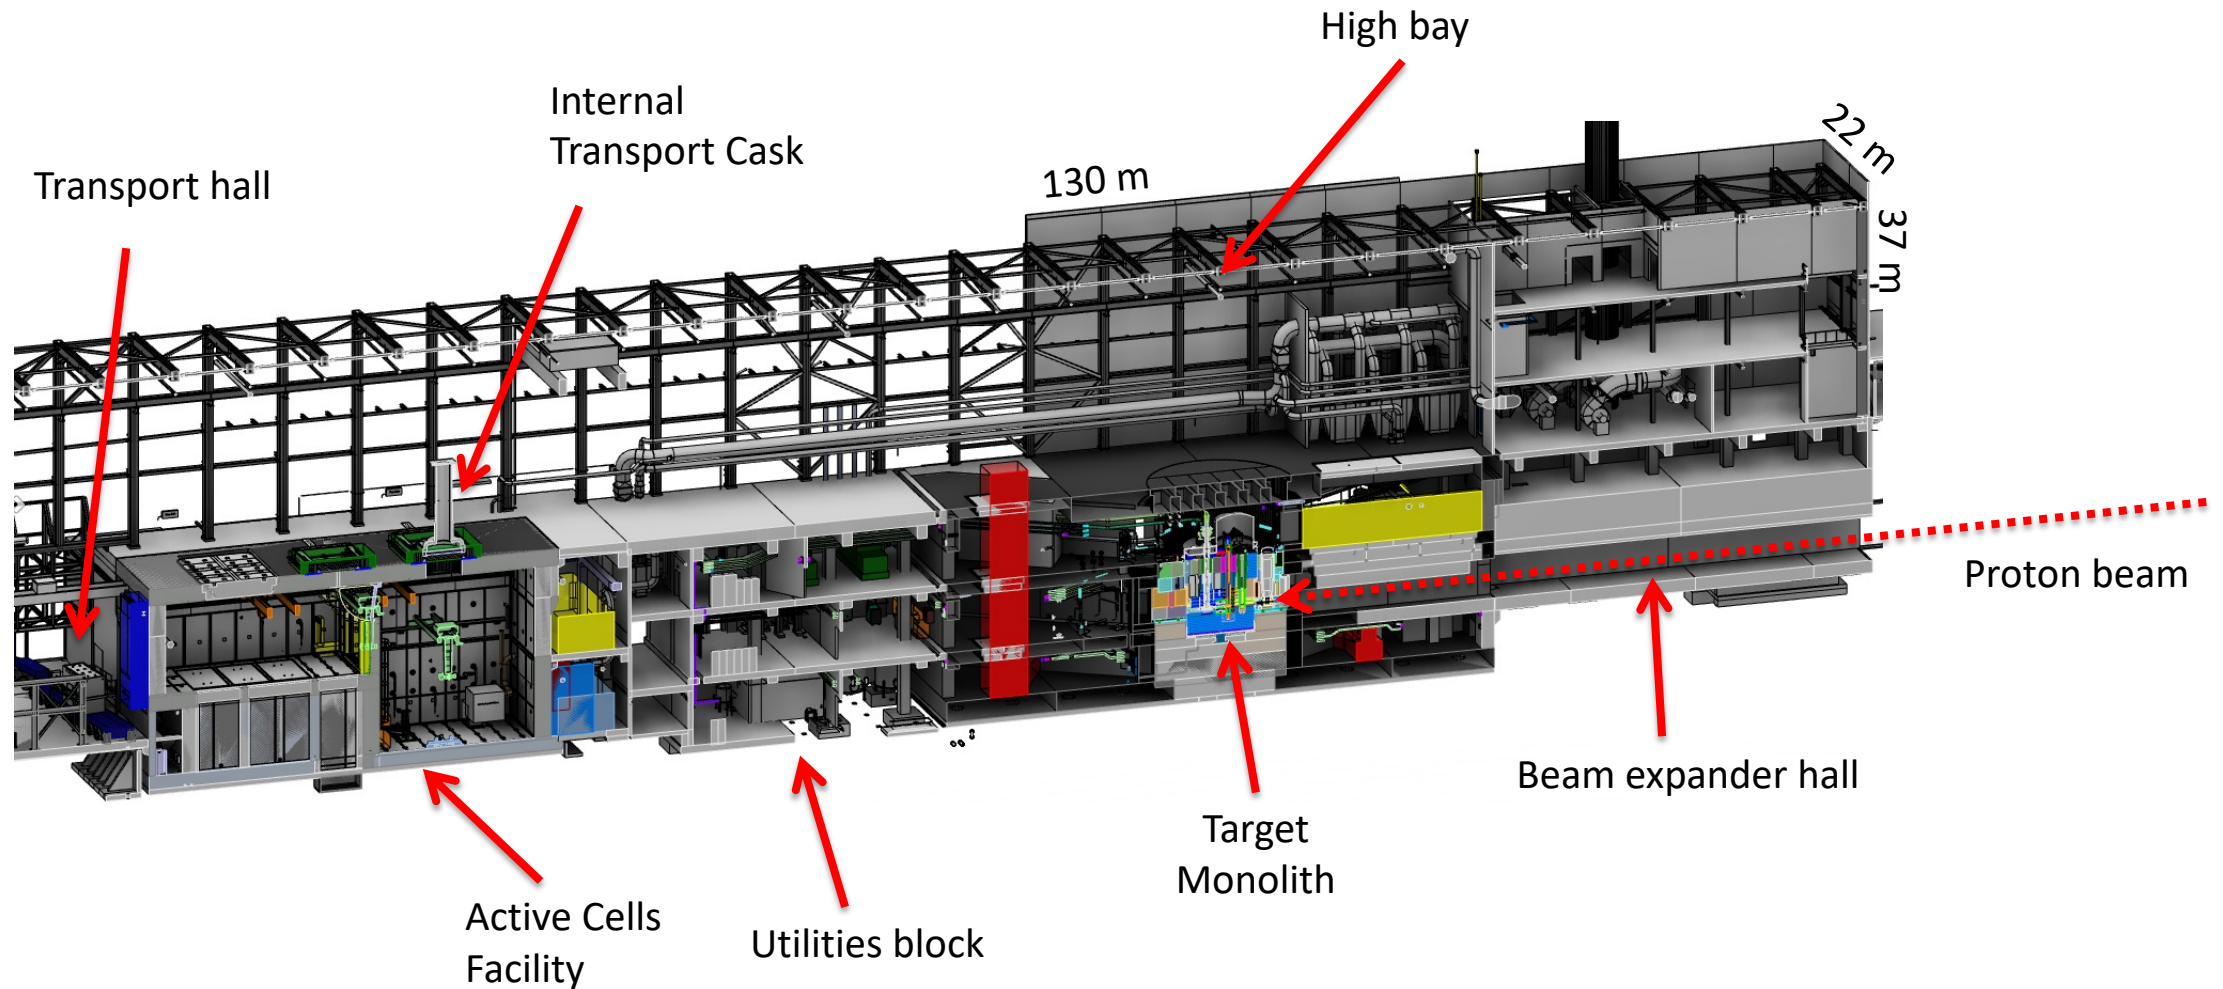 High bay
Internal
Transport Cask
Transport hall
130 m
22 m
37 m
Proton beam
Beam expander hall
Target
Monolith
Active Cells
Facility
Utilities block